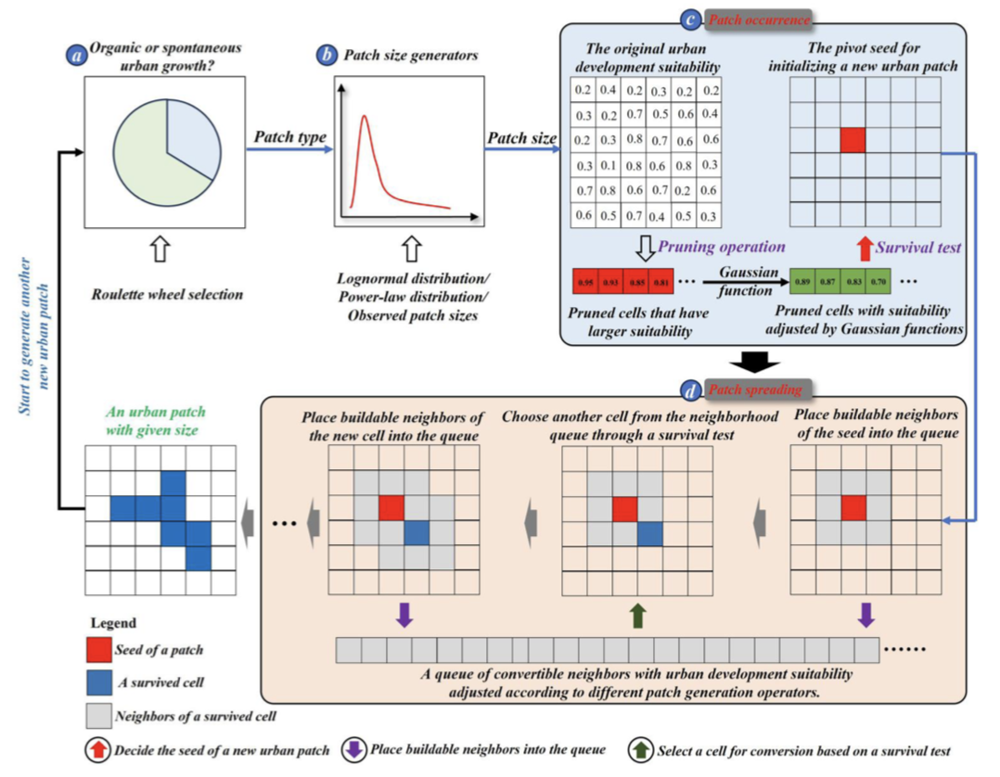 c Patch occurrence
a Organic or spontaneous
urban growth?
b Patch size generators
The original urban
development suitability
The pivot seed for
initializing a new urban patch
0.2 0.4 0.2 0.3 0.2 0.2
0.3 0.2 0.7 0.5 0.6 0.4
0.2 0.3 0.8 0.7 0.6 0.6
0.3 0.1 0.8 0.6 0.8 0.3
0.7 0.8 0.6 0.7 0.2 0.6
0.6 0.5 0.7 0.4 0.5 0.3
Patch type
Patch size
Pruning operation
Survival test
Roulette wheel selection
Lognormal distribution/
Power-law distribution/
Observed patch sizes
0.95 0.93 0.85 0.81 ...
Gaussian
function
0.89 0.87 0.83 0.70 ...
Pruned cells that have
larger suitability
Pruned cells with suitability
adjusted by Gaussian functions
Start to generate another
new urban patch
d Patch spreading
An urban patch
with given size
Place buildable neighbors of
the new cell into the queue
Choose another cell from the neighborhood
queue through a survival test
Place buildable neighbors
of the seed into the queue
...
......
A queue of convertible neighbors with urban development suitability
adjusted according to different patch generation operators.
Legend
Seed of a patch
A survived cell
Neighbors of a survived cell
Decide the seed of a new urban patch
Place buildable neighbors into the queue
Select a cell for conversion based on a survival test